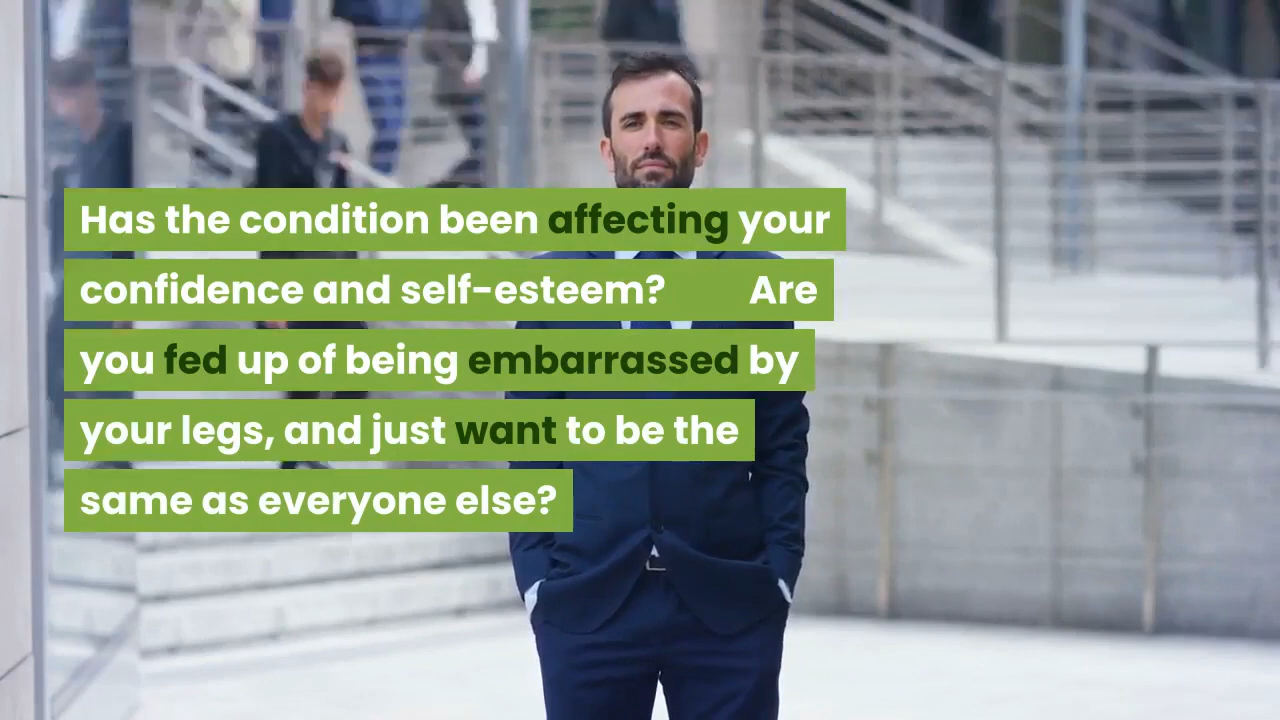 Has the condition been affecting your
confidence and self-esteem? Are
you fed up of being embarrassed by
your legs, and just want to be the
same as everyone else?